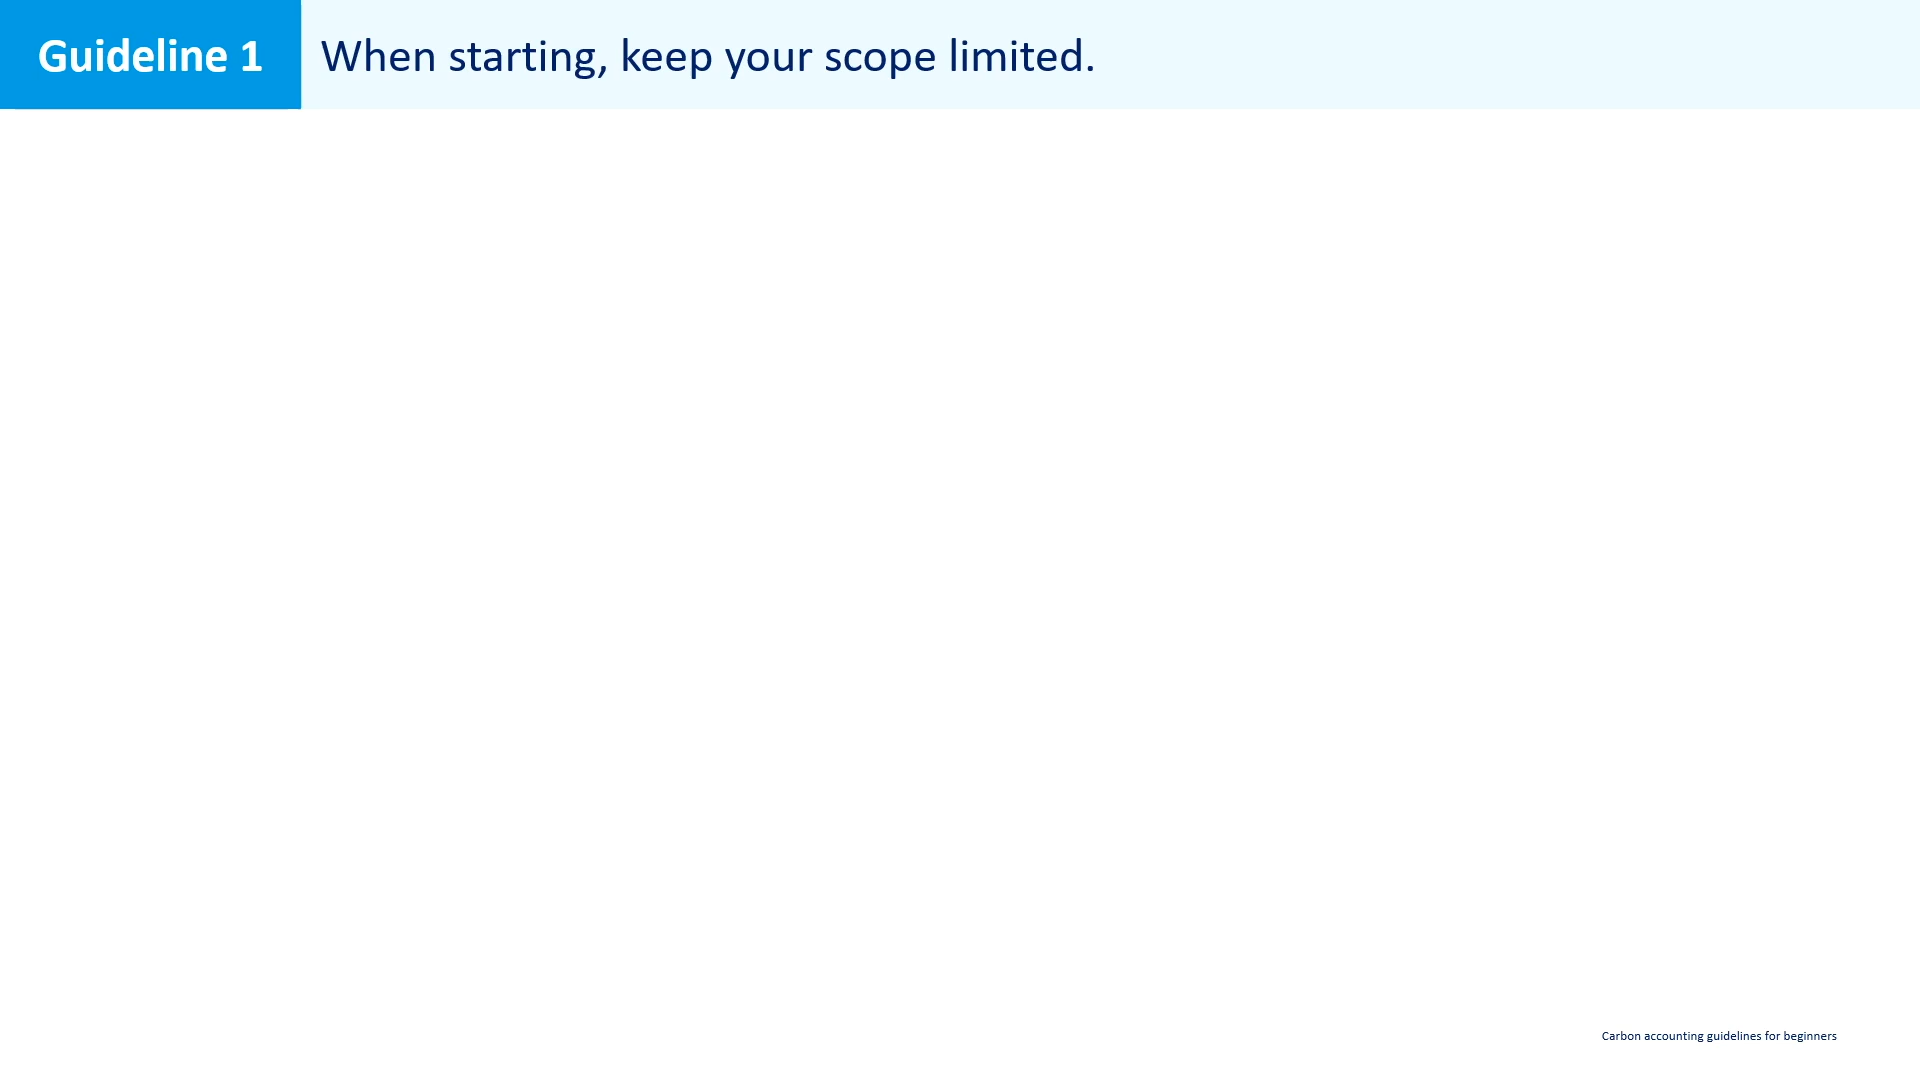 Guideline 1
When starting, keep your scope limited.
Carbon accounting guidelines for beginners